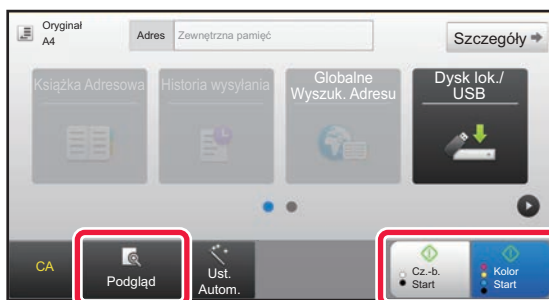 Oryginał
A4
Adres Zewnętrzna pamięć
Szczegóły
Książka Adresowa
Historia wysyłania
Globalne
Wyszuk. Adresu
Dysk lok./
USB
CA
Podgląd
Ust.
Autom.
Cz.-b.
Start
Kolor
Start